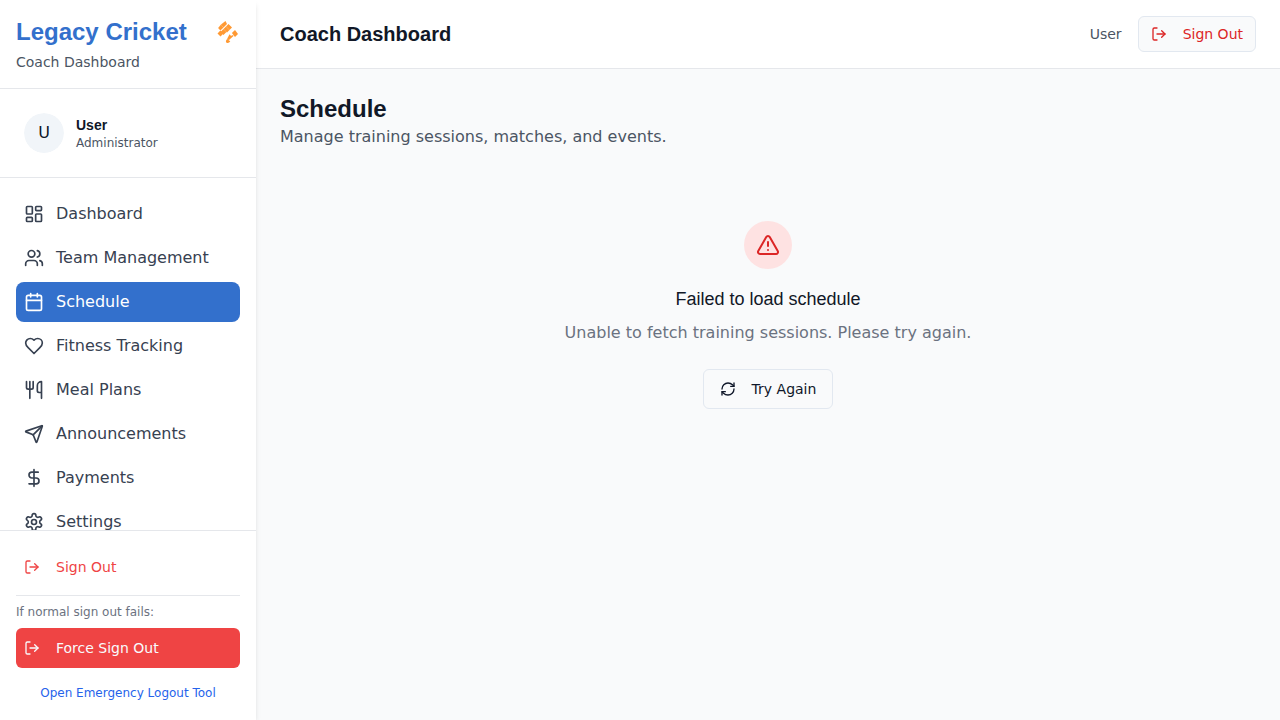 Legacy Cricket
Coach Dashboard
U
User
Administrator
Dashboard
Team Management
Schedule
Fitness Tracking
Meal Plans
Announcements
Payments
Settings
Sign Out
If normal sign out fails:
Force Sign Out
Open Emergency Logout Tool
Coach Dashboard
User
Sign Out
Schedule
Manage training sessions, matches, and events.
Failed to load schedule
Unable to fetch training sessions. Please try again.
Try Again